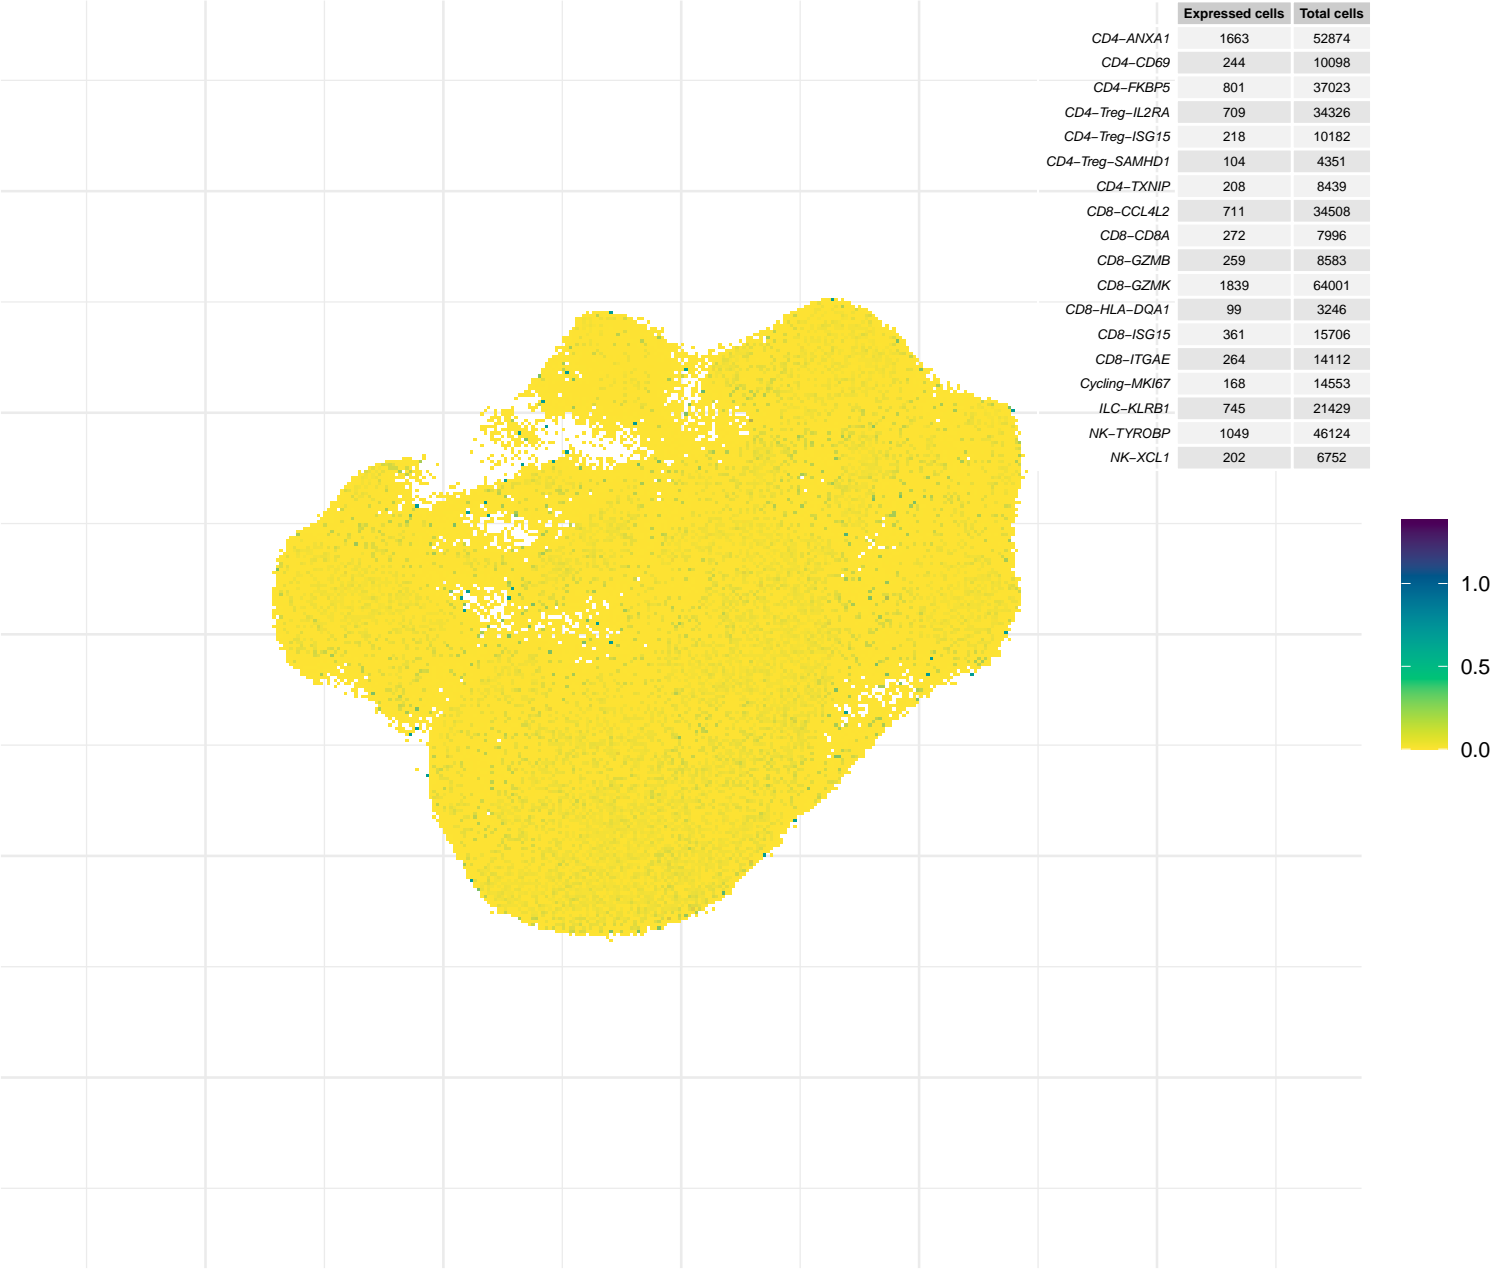 Expressed cells Total cells
CD4−ANXA1 1663 52874
CD4−CD69 244 10098
CD4−FKBP5 801 37023
CD4−Treg−IL2RA 709 34326
CD4−Treg−ISG15 218 10182
CD4−Treg−SAMHD1 104 4351
CD4−TXNIP 208 8439
CD8−CCL4L2 711 34508
CD8−CD8A 272 7996
CD8−GZMB 259 8583
CD8−GZMK 1839 64001
CD8−HLA−DQA1 99 3246
CD8−ISG15 361 15706
CD8−ITGAE 264 14112
Cycling−MKI67 168 14553
ILC−KLRB1 745 21429
NK−TYROBP 1049 46124
NK−XCL1 202 6752
1.0
0.5
0.0